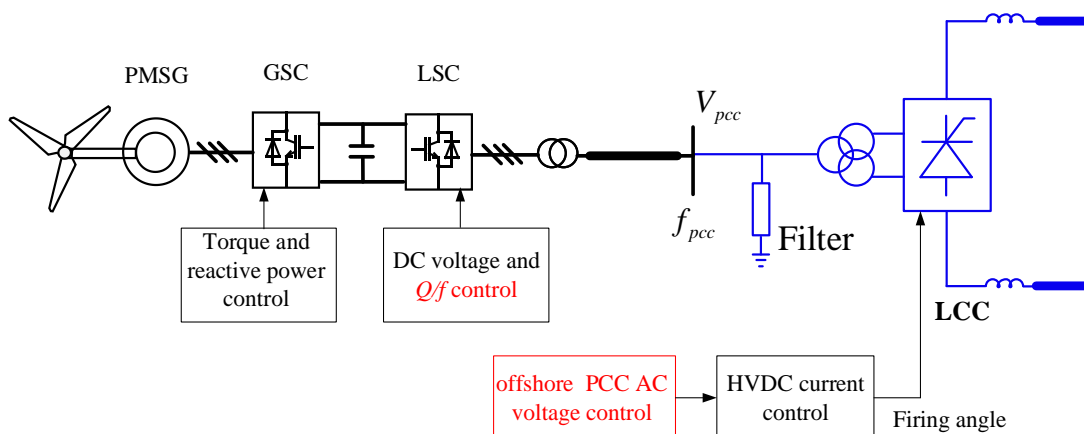 PMSG
GSC
LSC
V_pcc
f_pcc
Filter
LCC
Torque and
reactive power
control
DC voltage and
Q/f control
offshore PCC AC
voltage control
HVDC current
control
Firing angle